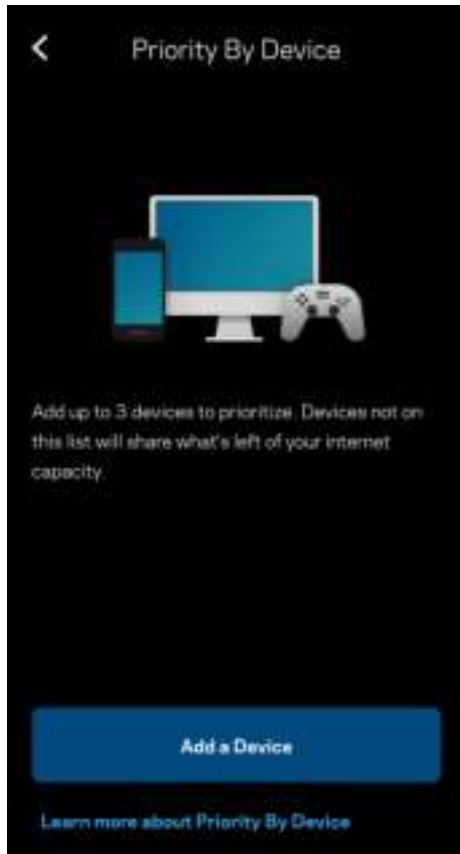 Priority By Device
Add up to 3 devices to prioritize. Devices not on
this list will share what's left of your internet
capacity.
Add a Device
Learn more about Priority By Device